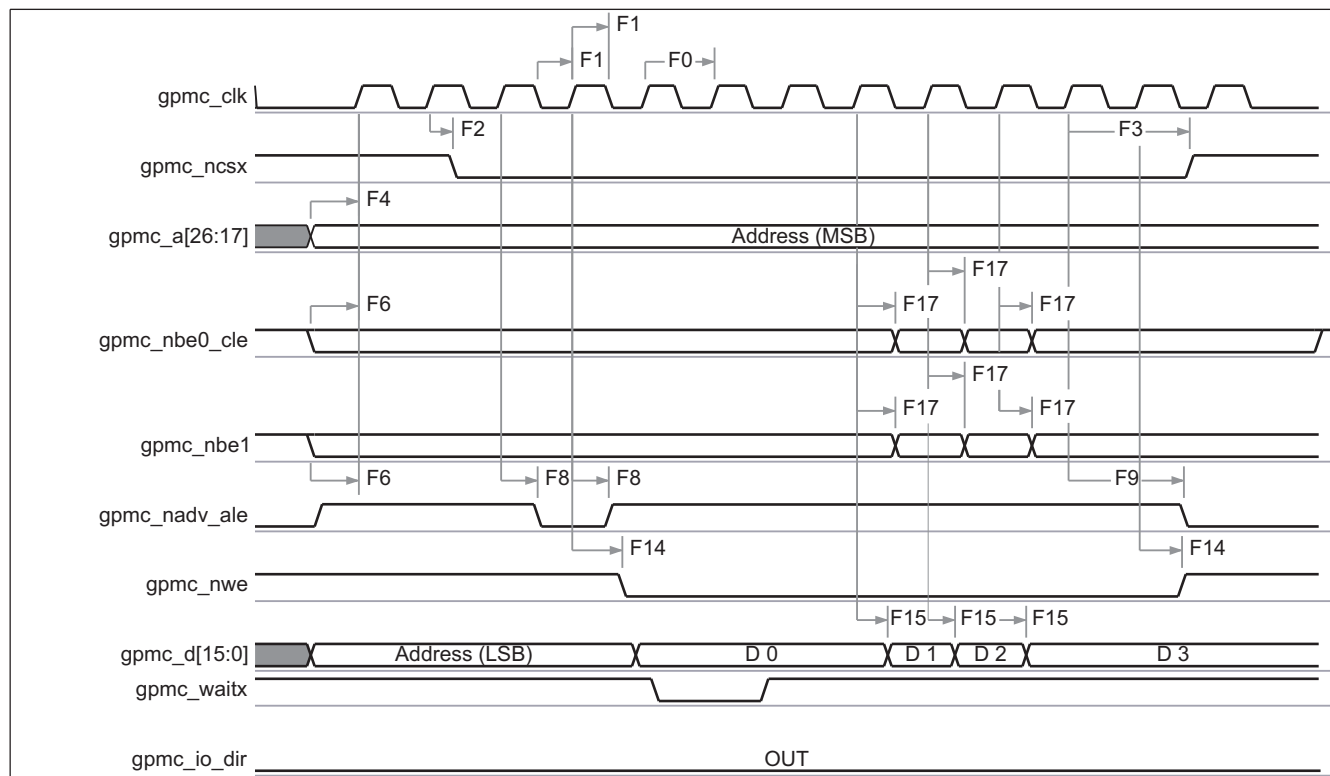 F1
F1 F0
gpmc_clk
F2 F3
gpmc_ncsx
F4
gpmc_a[26:17] Address (MSB)
F17
F6 F17 F17
gpmc_nbe0_cle
F17
F17 F17
gpmc_nbe1
F6 F8 F8 F9
gpmc_nadv_ale
F14 F14
gpmc_nwe
F15 F15 F15
gpmc_d[15:0] Address (LSB) D 0 D 1 D 2 D 3
gpmc_waitx
gpmc_io_dir OUT